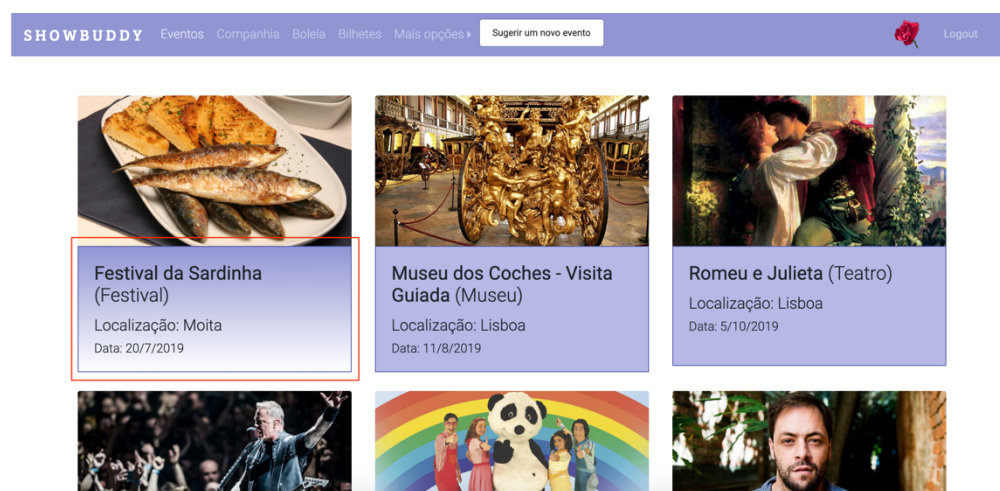 SHOWBUDDY Eventos Companhia Boleia Bilhetes Mais opções Sugerir um novo evento Logout
Festival da Sardinha
(Festival)
Localização: Moita
Data: 20/7/2019
Museu dos Coches - Visita
Guiada (Museu)
Localização: Lisboa
Data: 11/8/2019
Romeu e Julieta (Teatro)
Localização: Lisboa
Data: 5/10/2019